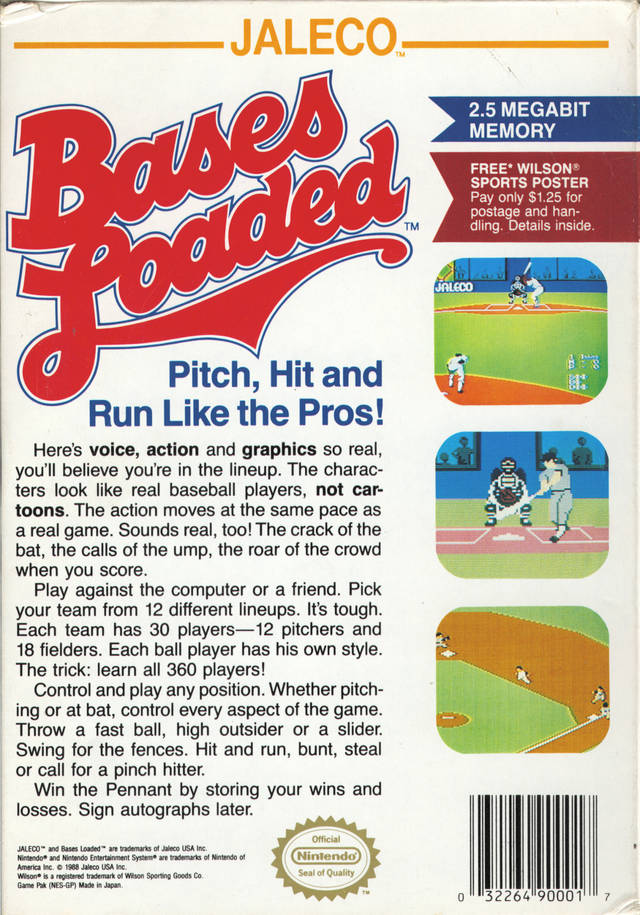 JALECO™
Bases
Loaded™
2.5 MEGABIT
MEMORY
FREE* WILSON®
SPORTS POSTER
Pay only $1.25 for
postage and han-
dling. Details inside.
JALECO
Pitch, Hit and
Run Like the Pros!
Here's voice, action and graphics so real,
you'll believe you're in the lineup. The charac-
ters look like real baseball players, not car-
toons. The action moves at the same pace as
a real game. Sounds real, too! The crack of the
bat, the calls of the ump, the roar of the crowd
when you score.
Play against the computer or a friend. Pick
your team from 12 different lineups. It's tough.
Each team has 30 players—12 pitchers and
18 fielders. Each ball player has his own style.
The trick: learn all 360 players!
Control and play any position. Whether pitch-
ing or at bat, control every aspect of the game.
Throw a fast ball, high outsider or a slider.
Swing for the fences. Hit and run, bunt, steal
or call for a pinch hitter.
Win the Pennant by storing your wins and
losses. Sign autographs later.
JALECO™ and Bases Loaded™ are trademarks of Jaleco USA Inc.
Nintendo® and Nintendo Entertainment System® are trademarks of Nintendo of
America Inc. © 1988 Jaleco USA Inc.
Wilson® is a registered trademark of Wilson Sporting Goods Co.
Game Pak (NES-GP) Made in Japan.
Official
Nintendo®
Seal of Quality
™
0 32264 90001 7